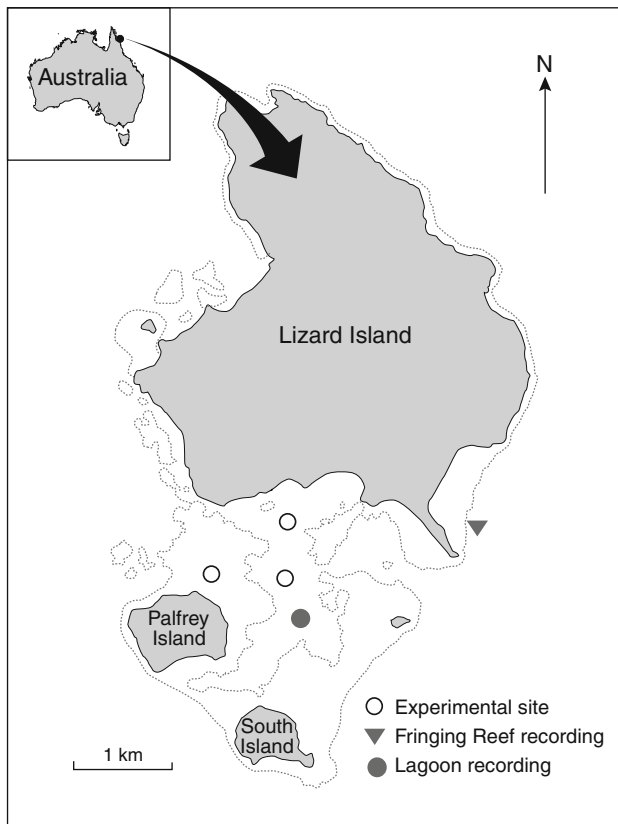 Australia
N
Lizard Island
Palfrey
Island
South
Island
Experimental site
Fringing Reef recording
Lagoon recording
1 km